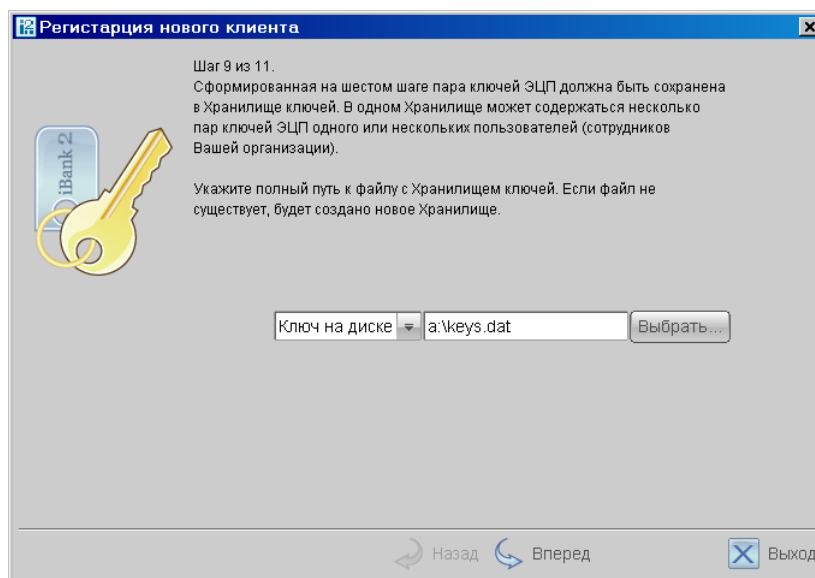 Регистарция нового клиента
Шаг 9 из 11.
Сформированная на шестом шаге пара ключей ЭЦП должна быть сохранена
в Хранилище ключей. В одном Хранилище может содержаться несколько
пар ключей ЭЦП одного или нескольких пользователей (сотрудников
Вашей организации).
Укажите полный путь к файлу с Хранилищем ключей. Если файл не
существует, будет создано новое Хранилище.
iBank 2
Ключ на диске a:\keys.dat Выбрать...
Назад Вперед Выход